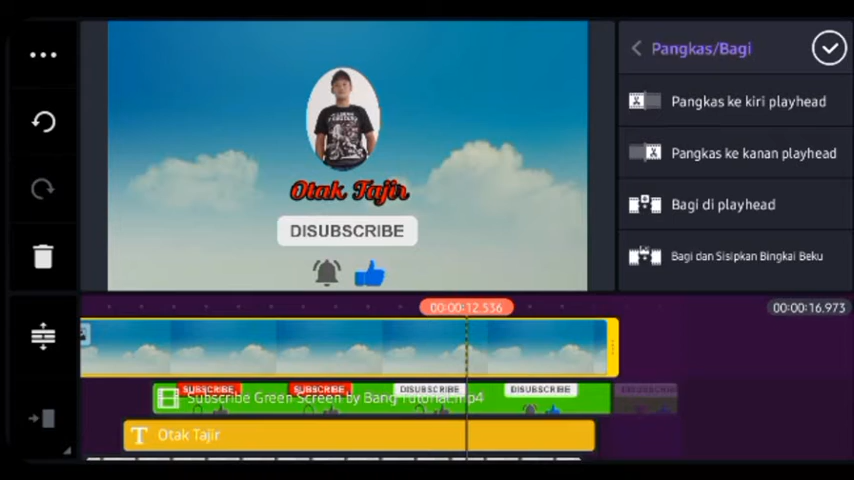 Pangkas/Bagi
Pangkas ke kiri playhead
Otak Tajir
Pangkas ke kanan playhead
DISUBSCRIBE
Bagi di playhead
Bagi dan Sisipkan Bingkai Beku
00:00:12.536
00:00:16.973
SUBSCRIBE
SUBSCRIBE
DISUBSCRIBE
DISUBSCRIBE
DISUBSCRIBE
Subscribe Green Screen by Bang Tutorial.mp4
T Otak Tajir